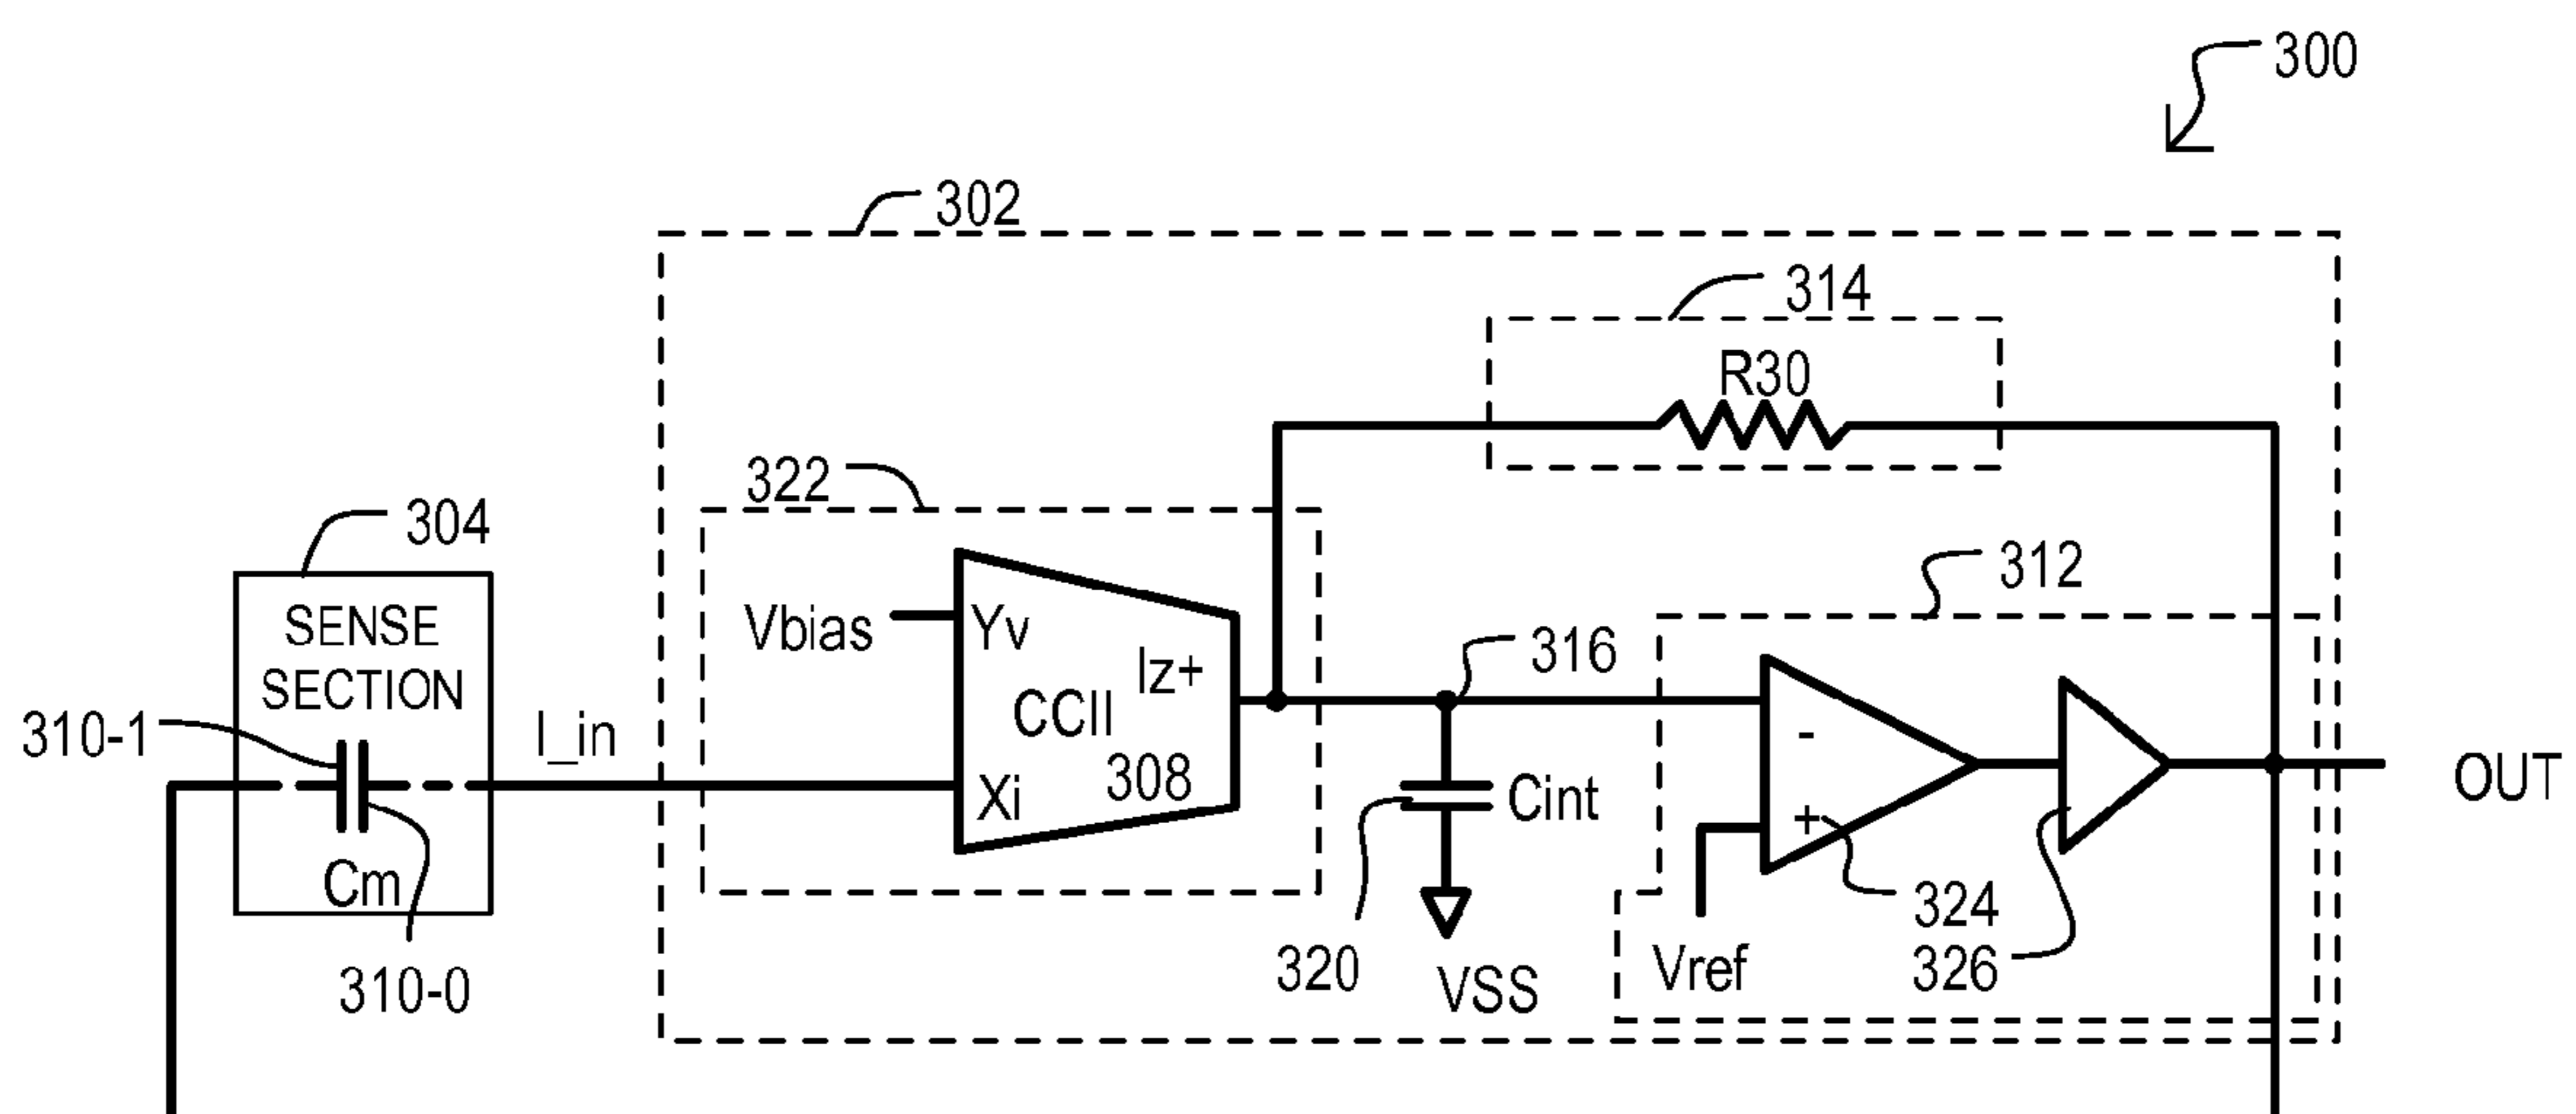 300
302
314
R30
322
304
312
SENSE
SECTION
Vbias
Yv
Iz+
316
310-1
I_in
CCII
-
OUT
Xi
308
Cint
+
Cm
324
320
Vref
326
310-0
VSS